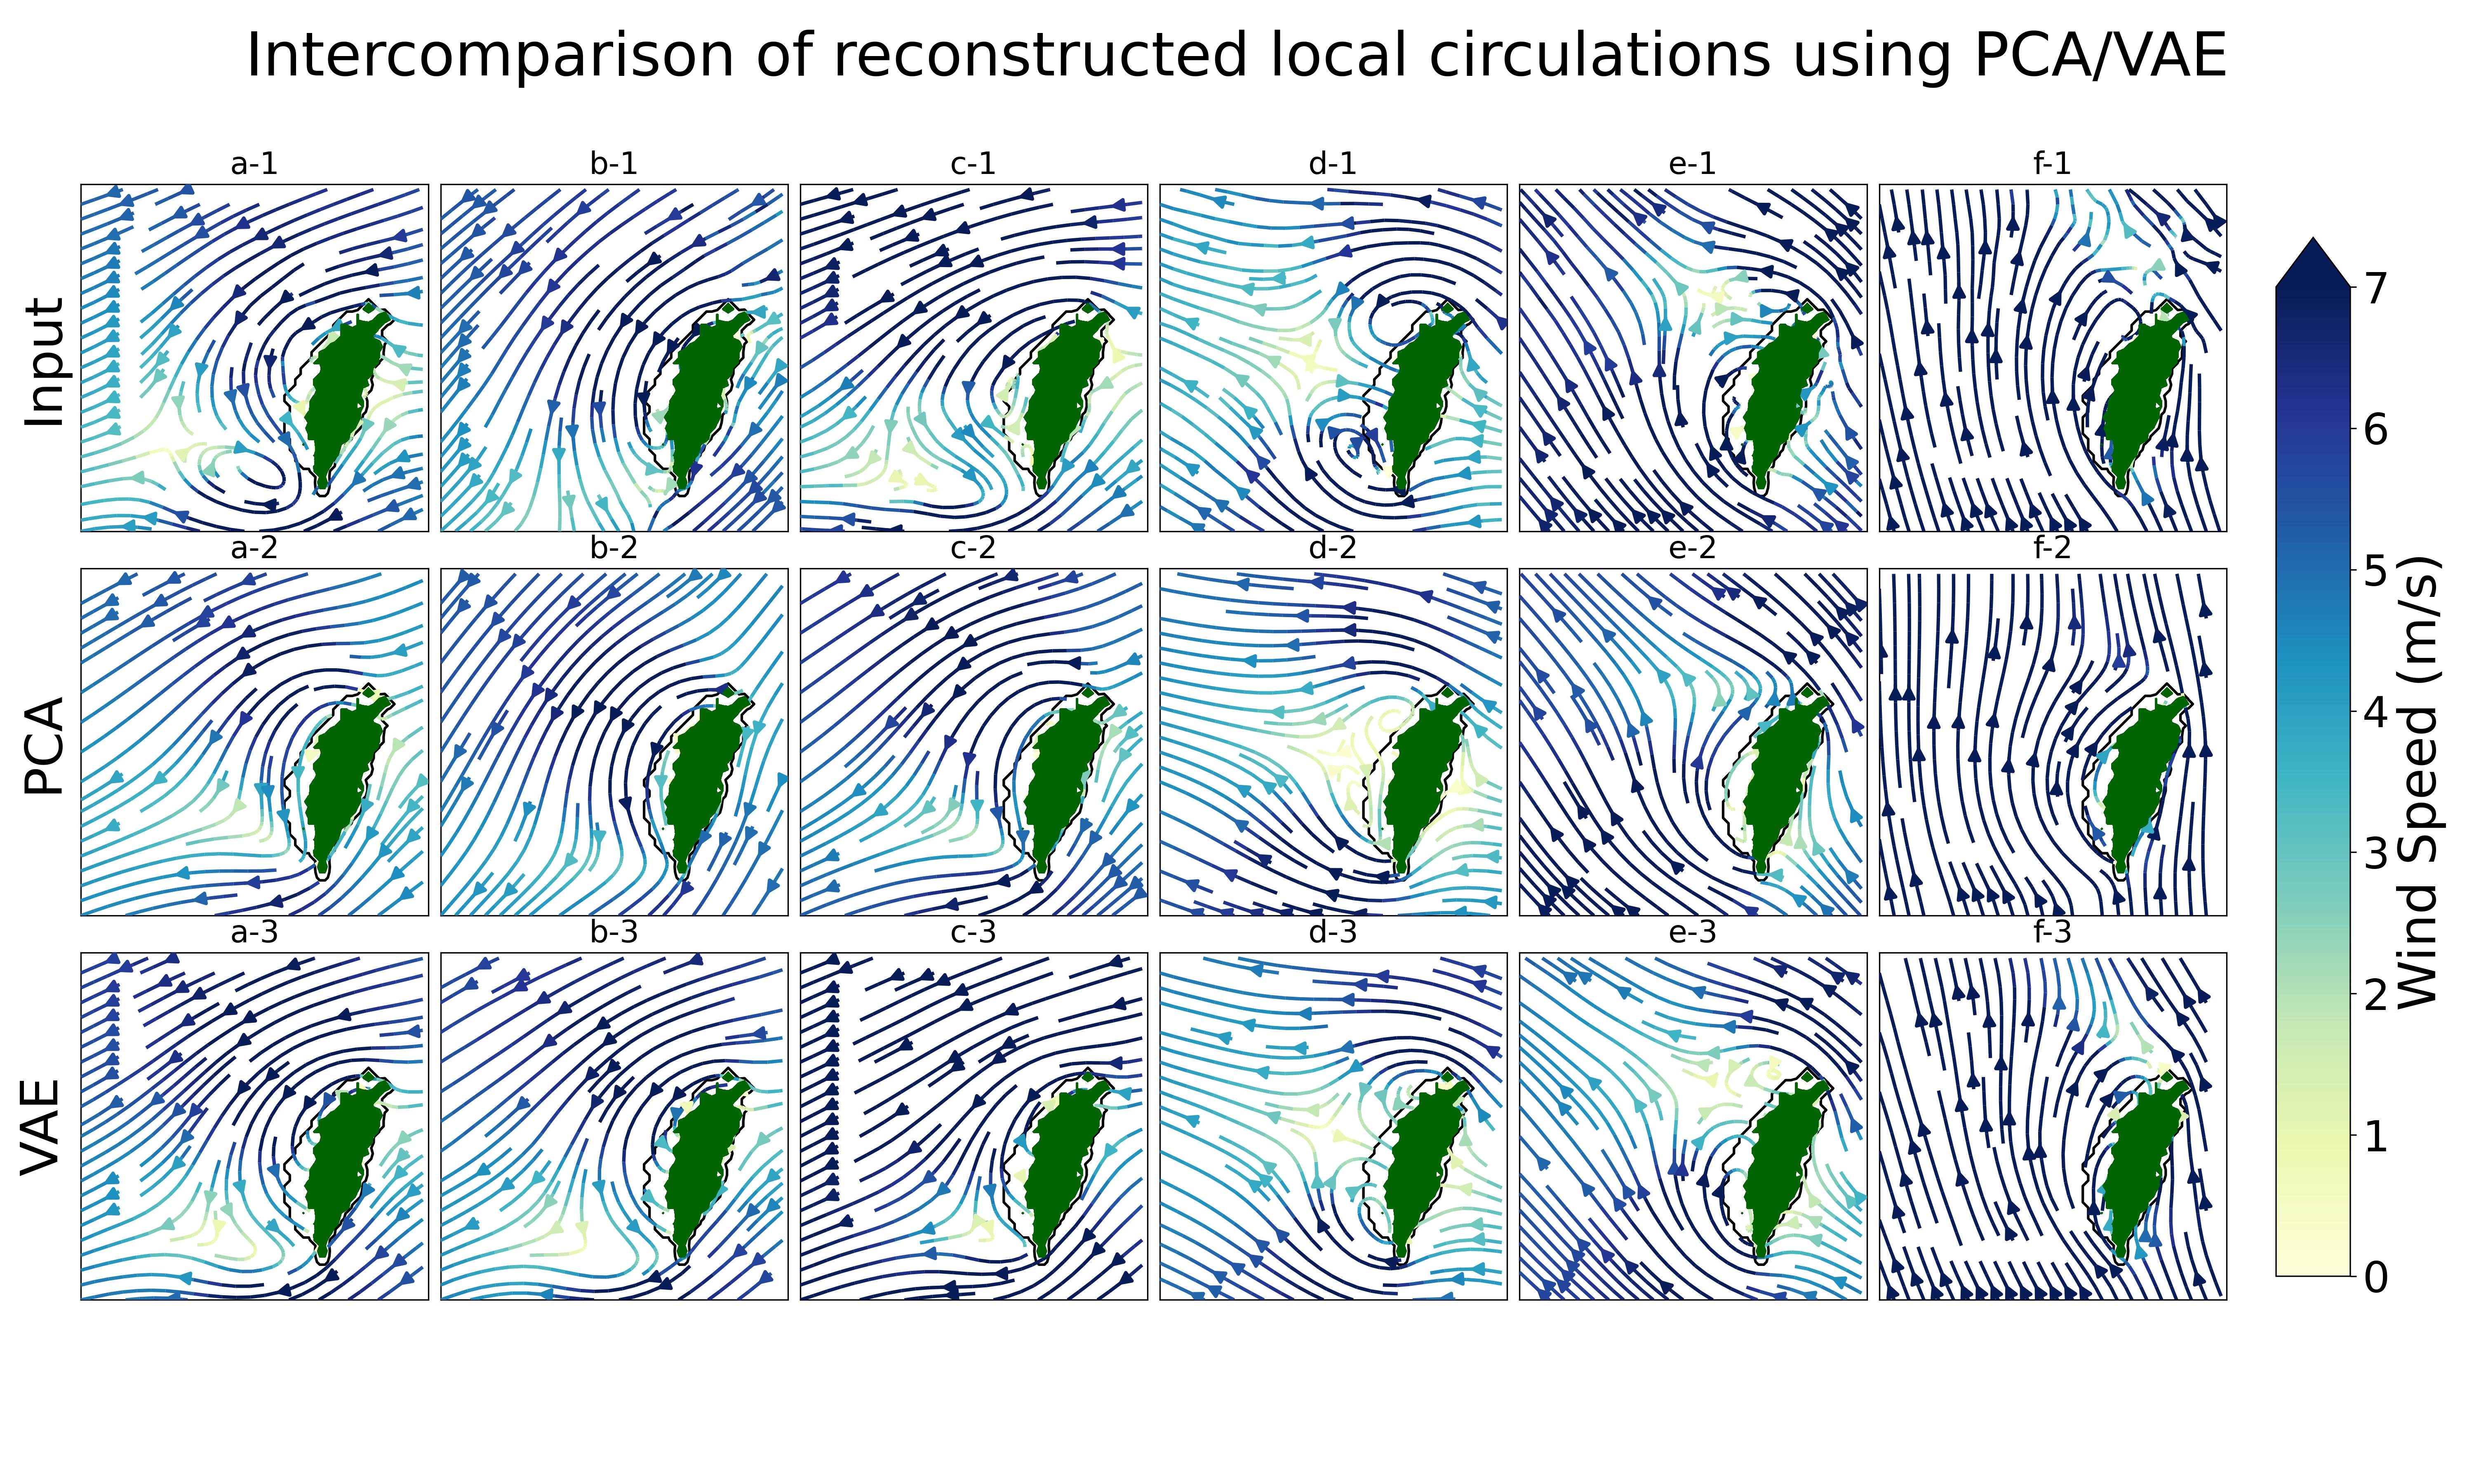 Intercomparison of reconstructed local circulations using PCA/VAE
a-1 b-1 c-1 d-1 e-1 f-1
Input
a-2 b-2 c-2 d-2 e-2 f-2
PCA
a-3 b-3 c-3 d-3 e-3 f-3
VAE
7
6
5
4
3
2
1
0
Wind Speed (m/s)